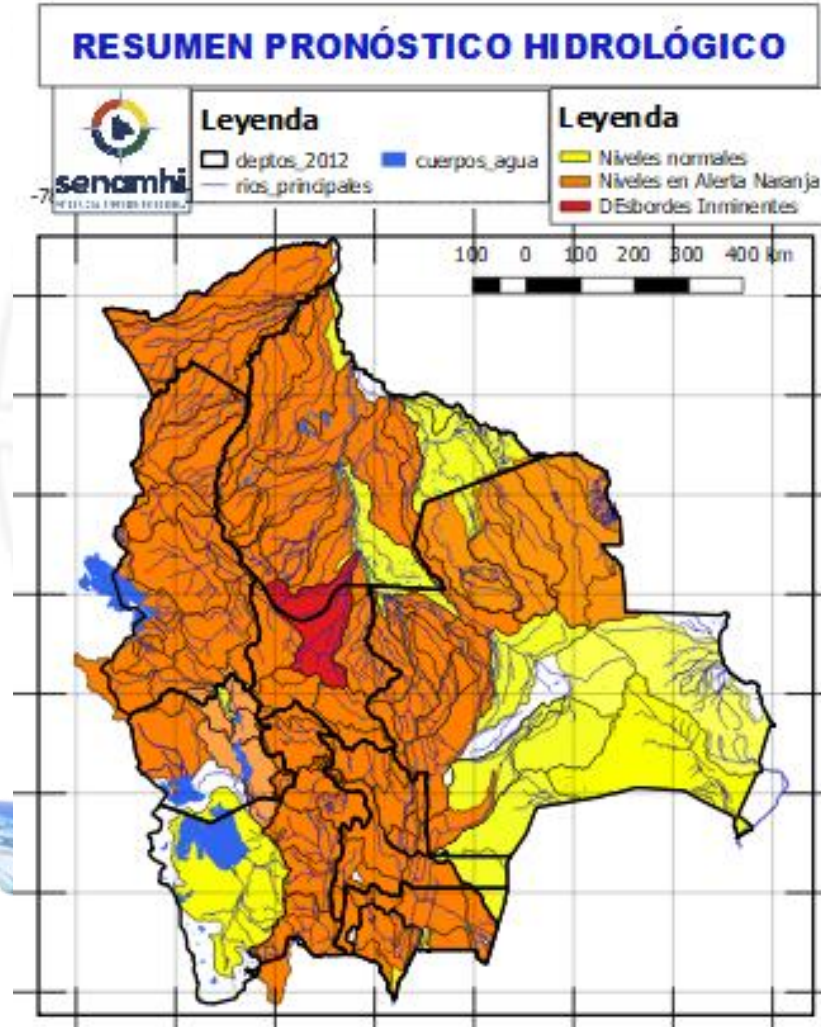 RESUMEN PRONÓSTICO HIDROLÓGICO
senamhi
Leyenda
deptos_2012
cuerpos_agua
rios_principales
Leyenda
Niveles normales
Niveles en Alerta Naranja
DEsbordes Inminentes
100 0 100 200 300 400 km